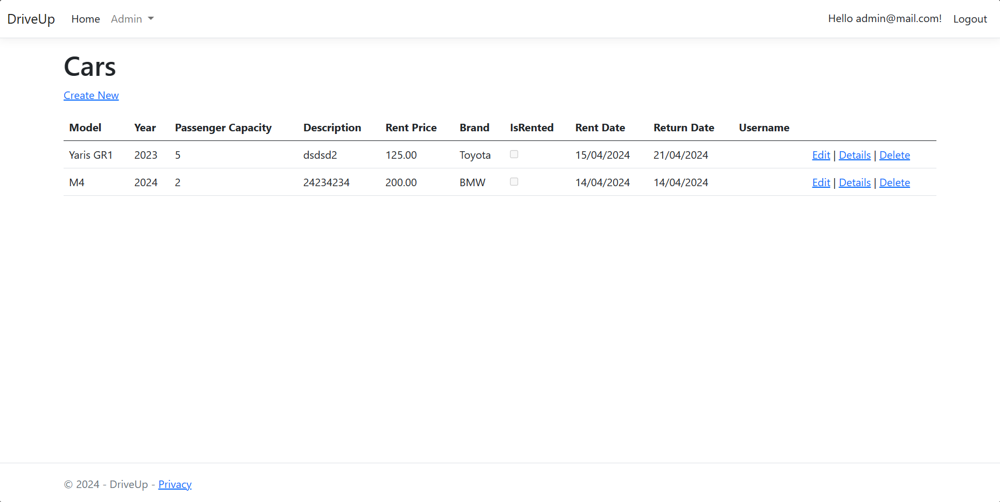 DriveUp Home Admin Hello admin@mail.com! Logout
Cars
Create New
Model Year Passenger Capacity Description Rent Price Brand IsRented Rent Date Return Date Username
Yaris GR1 2023 5 dsdsd2 125.00 Toyota 15/04/2024 21/04/2024 Edit | Details | Delete
M4 2024 2 24234234 200.00 BMW 14/04/2024 14/04/2024 Edit | Details | Delete
© 2024 - DriveUp - Privacy